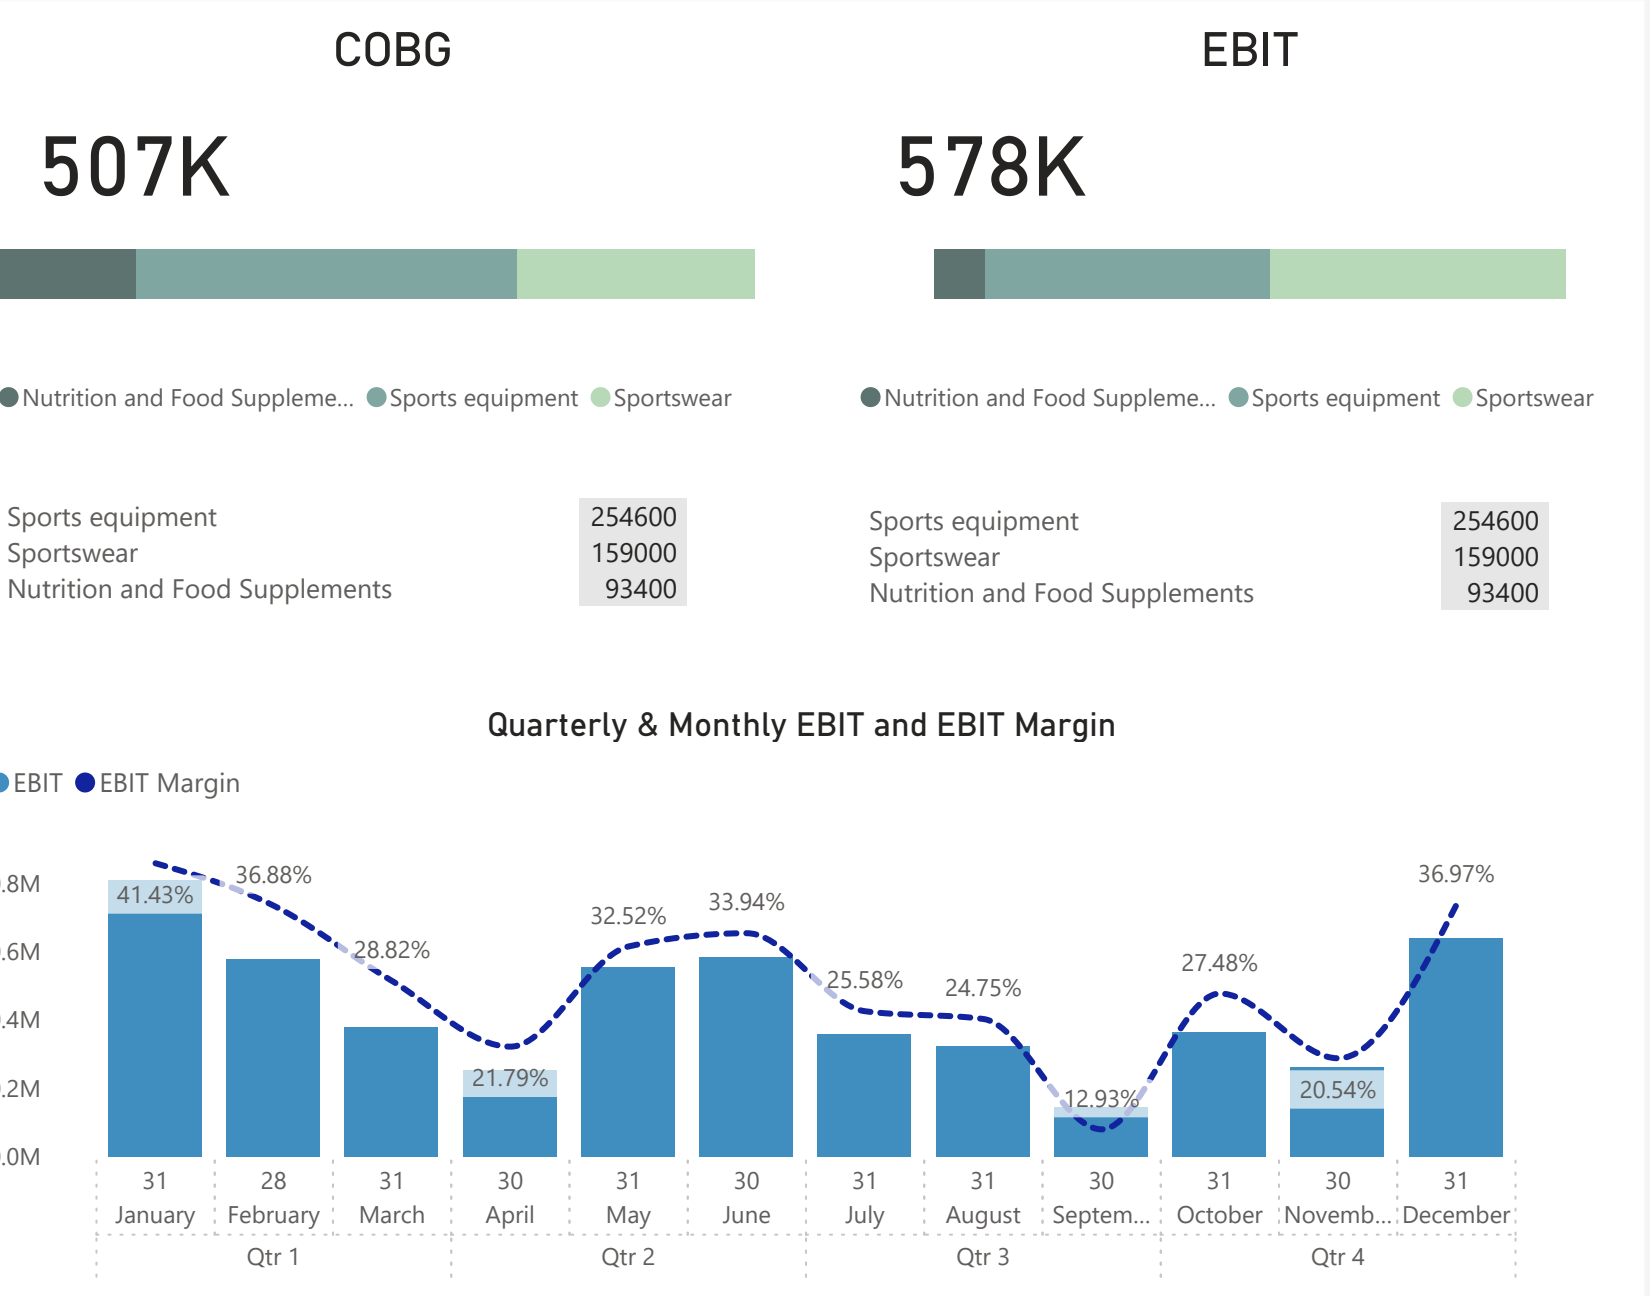 COBG
EBIT
507K
578K
Nutrition and Food Suppleme... Sports equipment Sportswear
Nutrition and Food Suppleme... Sports equipment Sportswear
Sports equipment 254600
Sportswear 159000
Nutrition and Food Supplements 93400
Sports equipment 254600
Sportswear 159000
Nutrition and Food Supplements 93400
Quarterly & Monthly EBIT and EBIT Margin
EBIT EBIT Margin
.8M
.6M
.4M
.2M
.0M
41.43%
36.88%
28.82%
21.79%
32.52%
33.94%
25.58%
24.75%
12.93%
27.48%
20.54%
36.97%
31 28 31 30 31 30 31 31 30 31 30 31
January February March April May June July August Septem... October Novemb... December
Qtr 1 Qtr 2 Qtr 3 Qtr 4